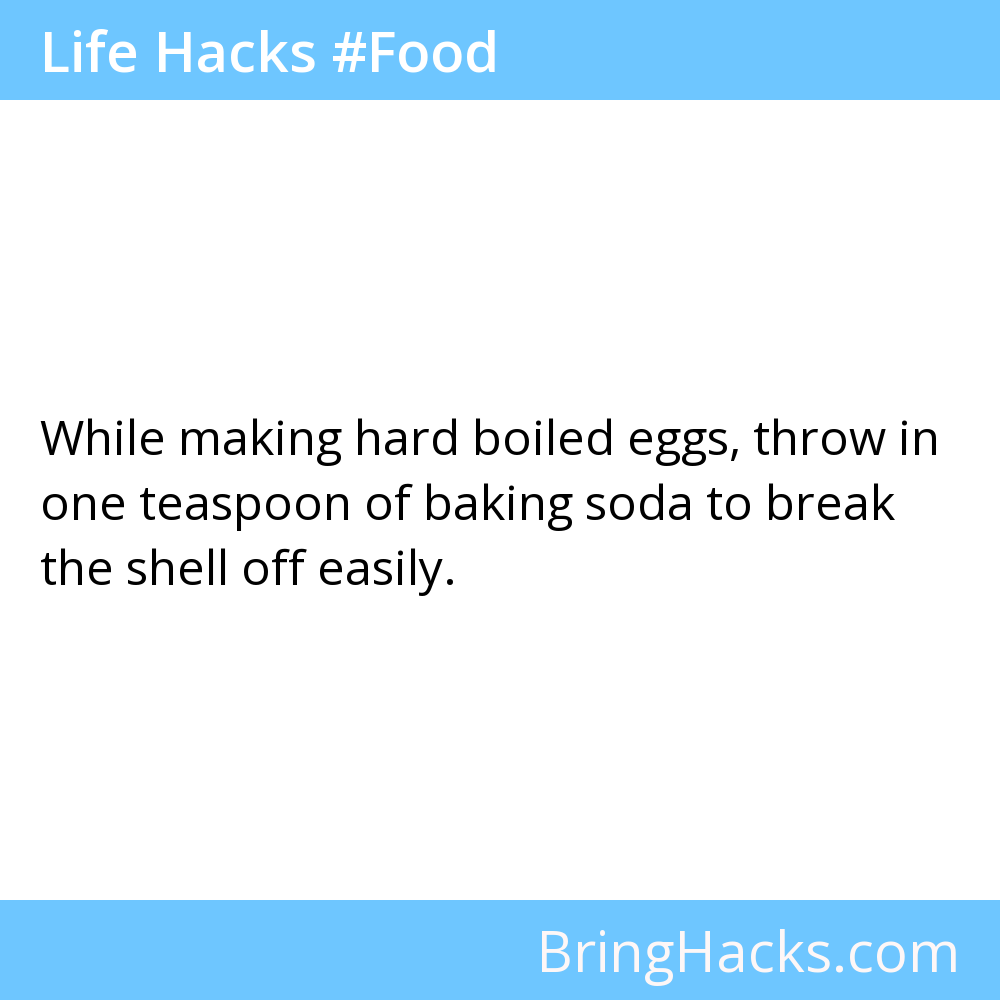 Life Hacks #Food
While making hard boiled eggs, throw in
one teaspoon of baking soda to break
the shell off easily.
BringHacks.com